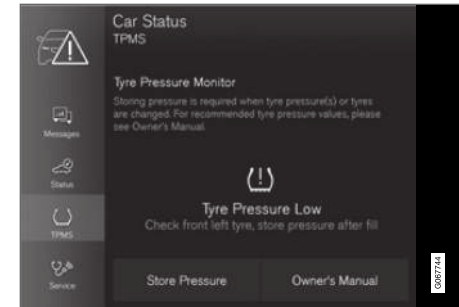 Car Status
TPMS
Tyre Pressure Monitor
Storing pressure is required when tyre pressure(s) or tyres
are changed. For recommended tyre pressure values, please
see Owner's Manual.
Messages
Status
TPMS
Service
Tyre Pressure Low
Check front left tyre, store pressure after fill
Store Pressure
Owner's Manual
G067744